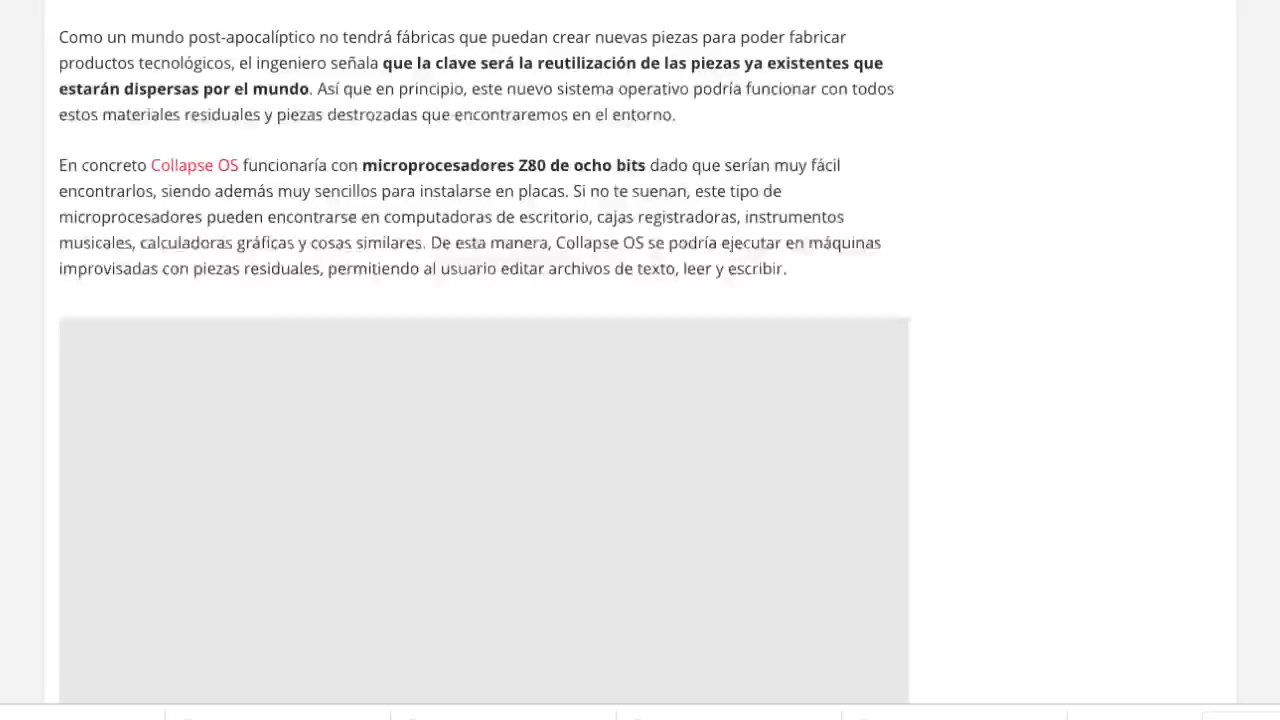 Como un mundo post-apocalíptico no tendrá fábricas que puedan crear nuevas piezas para poder fabricar
productos tecnológicos, el ingeniero señala que la clave será la reutilización de las piezas ya existentes que
estarán dispersas por el mundo. Así que en principio, este nuevo sistema operativo podría funcionar con todos
estos materiales residuales y piezas destrozadas que encontraremos en el entorno.
En concreto Collapse OS funcionaría con microprocesadores Z80 de ocho bits dado que serían muy fácil
encontrarlos, siendo además muy sencillos para instalarse en placas. Si no te suenan, este tipo de
microprocesadores pueden encontrarse en computadoras de escritorio, cajas registradoras, instrumentos
musicales, calculadoras gráficas y cosas similares. De esta manera, Collapse OS se podría ejecutar en máquinas
improvisadas con piezas residuales, permitiendo al usuario editar archivos de texto, leer y escribir.